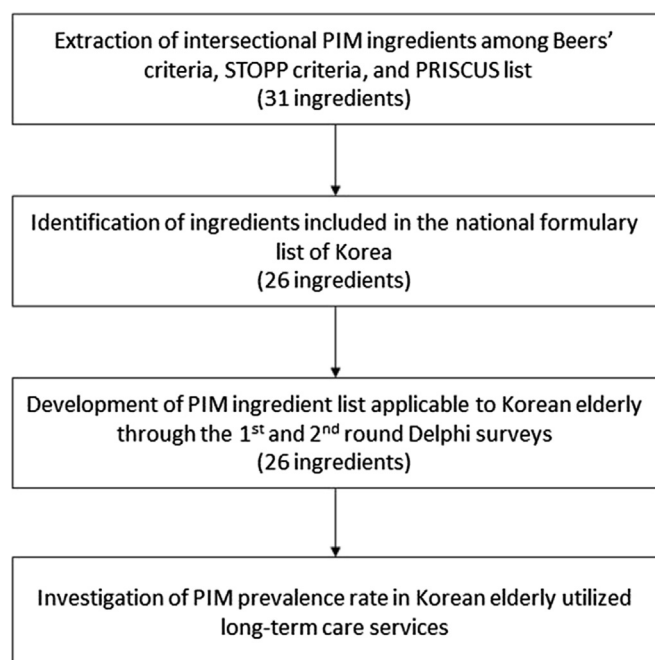 Extraction of intersectional PIM ingredients among Beers'
criteria, STOPP criteria, and PRISCUS list
(31 ingredients)
Identification of ingredients included in the national formulary
list of Korea
(26 ingredients)
Development of PIM ingredient list applicable to Korean elderly
through the 1st and 2nd round Delphi surveys
(26 ingredients)
Investigation of PIM prevalence rate in Korean elderly utilized
long-term care services